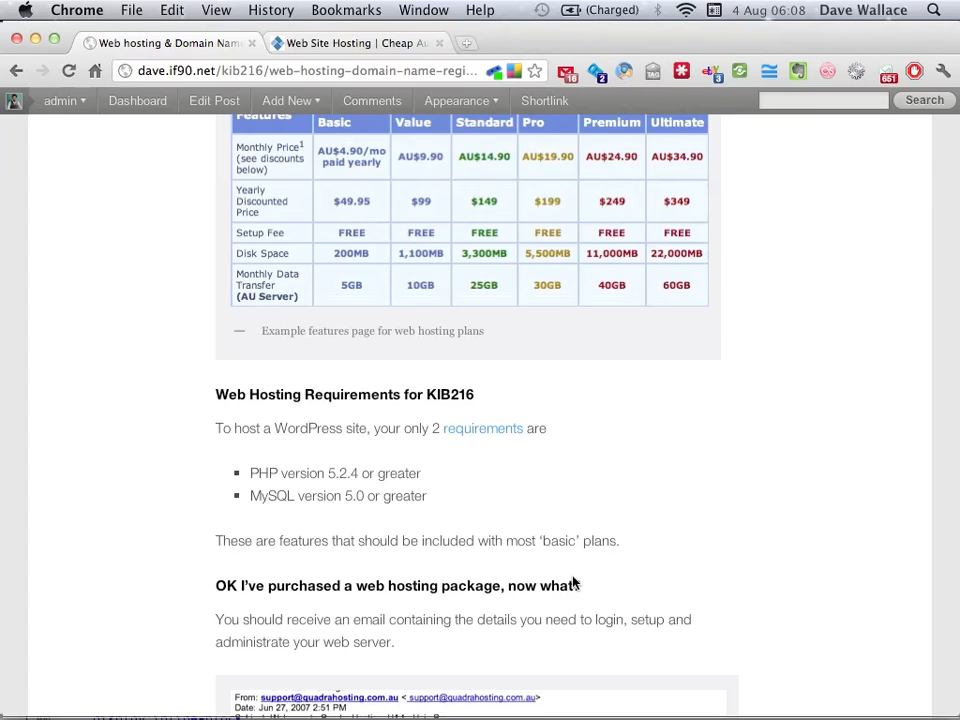 Chrome File Edit View History Bookmarks Window Help (Charged) 4 Aug 06:08 Dave Wallace
Web hosting & Domain Nam Web Site Hosting | Cheap Au
dave.if90.net/kib216/web-hosting-domain-name-regi... 16 2 TAG 3 651
admin Dashboard Edit Post Add New Comments Appearance Shortlink Search
Features Basic Value Standard Pro Premium Ultimate
Monthly Price1 (see discounts below) AU$4.90/mo paid yearly AU$9.90 AU$14.90 AU$19.90 AU$24.90 AU$34.90
Yearly Discounted Price $49.95 $99 $149 $199 $249 $349
Setup Fee FREE FREE FREE FREE FREE FREE
Disk Space 200MB 1,100MB 3,300MB 5,500MB 11,000MB 22,000MB
Monthly Data Transfer (AU Server) 5GB 10GB 25GB 30GB 40GB 60GB
— Example features page for web hosting plans
Web Hosting Requirements for KIB216
To host a WordPress site, your only 2 requirements are
PHP version 5.2.4 or greater
MySQL version 5.0 or greater
These are features that should be included with most ‘basic’ plans.
OK I’ve purchased a web hosting package, now what?
You should receive an email containing the details you need to login, setup and
administrate your web server.
From: support@quadrahosting.com.au < support@quadrahosting.com.au>
Date: Jun 27, 2007 2:51 PM